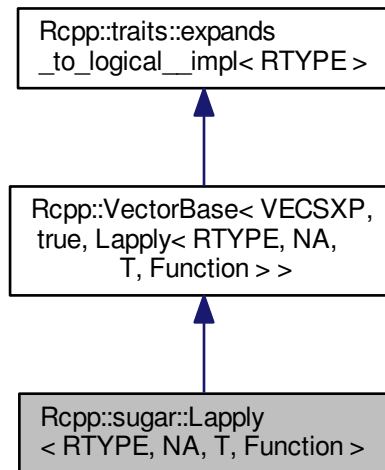 Rcpp::traits::expands
_to_logical__impl< RTYPE >
Rcpp::VectorBase< VECSXP,
true, Lapply< RTYPE, NA,
T, Function > >
Rcpp::sugar::Lapply
< RTYPE, NA, T, Function >